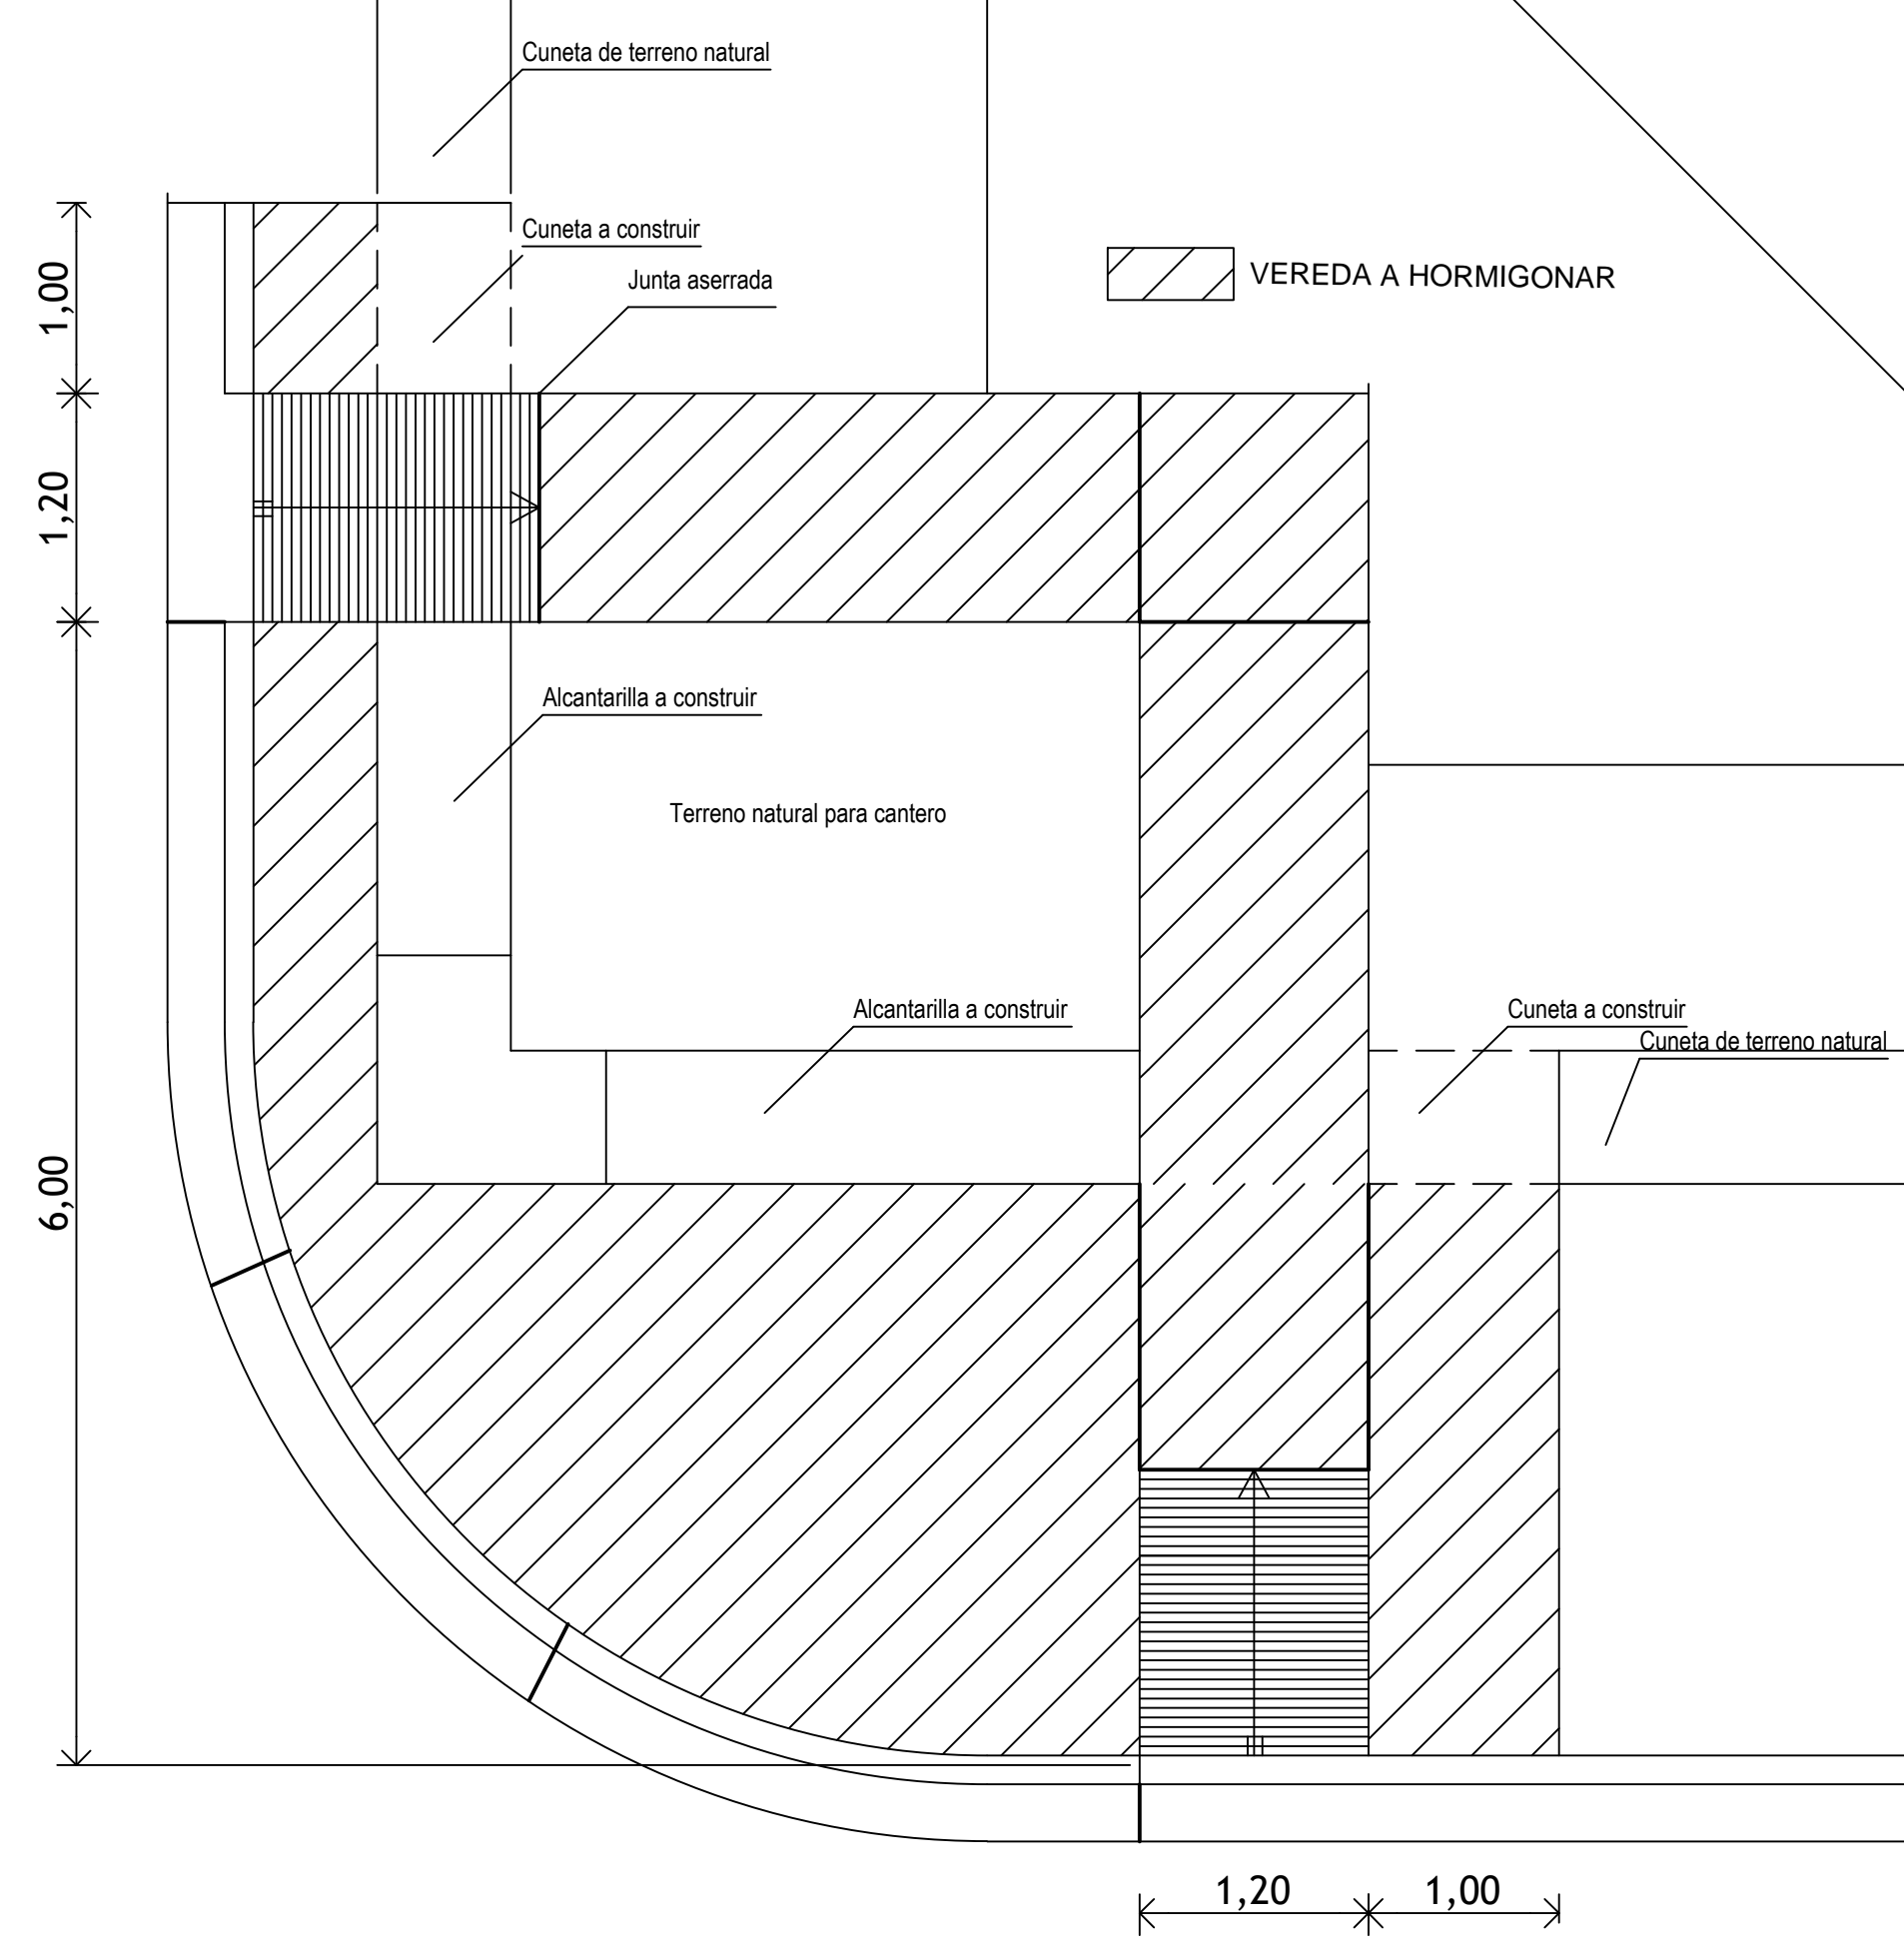 Cuneta de terreno natural
Cuneta a construir
Junta aserrada
VEREDA A HORMIGONAR
1,00
1,20
Alcantarilla a construir
Terreno natural para cantero
Alcantarilla a construir
Cuneta a construir
Cuneta de terreno natural
6,00
1,20
1,00